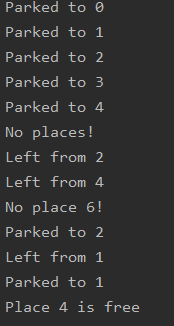 Parked to 0
Parked to 1
Parked to 2
Parked to 3
Parked to 4
No places!
Left from 2
Left from 4
No place 6!
Parked to 2
Left from 1
Parked to 1
Place 4 is free